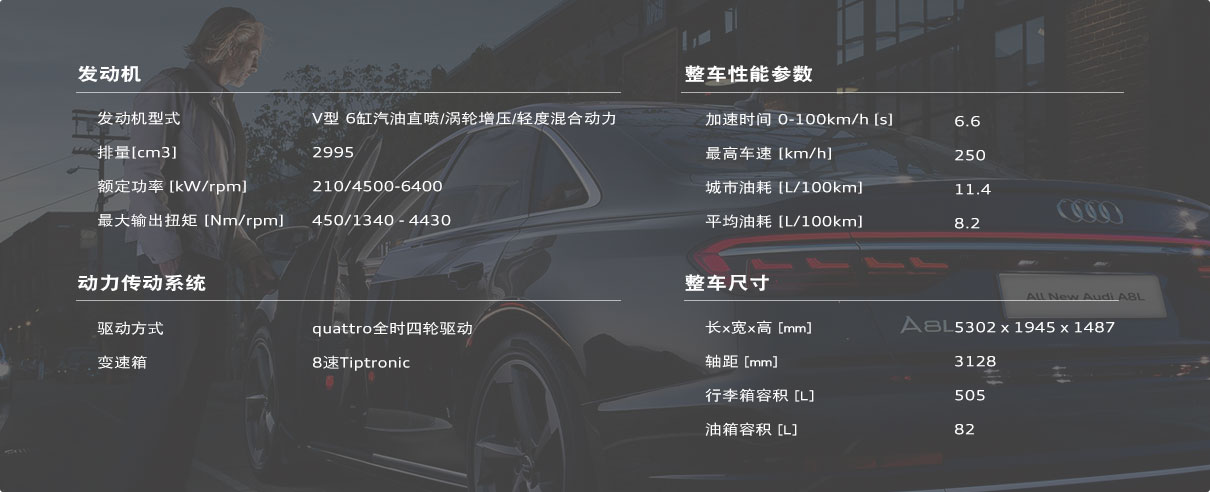 发动机
发动机型式 V型 6缸汽油直喷/涡轮增压/轻度混合动力
排量[cm3] 2995
额定功率 [kW/rpm] 210/4500-6400
最大输出扭矩 [Nm/rpm] 450/1340 - 4430
动力传动系统
驱动方式 quattro全时四轮驱动
变速箱 8速Tiptronic
整车性能参数
加速时间 0-100km/h [s] 6.6
最高车速 [km/h] 250
城市油耗 [L/100km] 11.4
平均油耗 [L/100km] 8.2
整车尺寸
长×宽×高 [mm] 5302 x 1945 x 1487
轴距 [mm] 3128
行李箱容积 [L] 505
油箱容积 [L] 82
All New Audi A8L
A8L